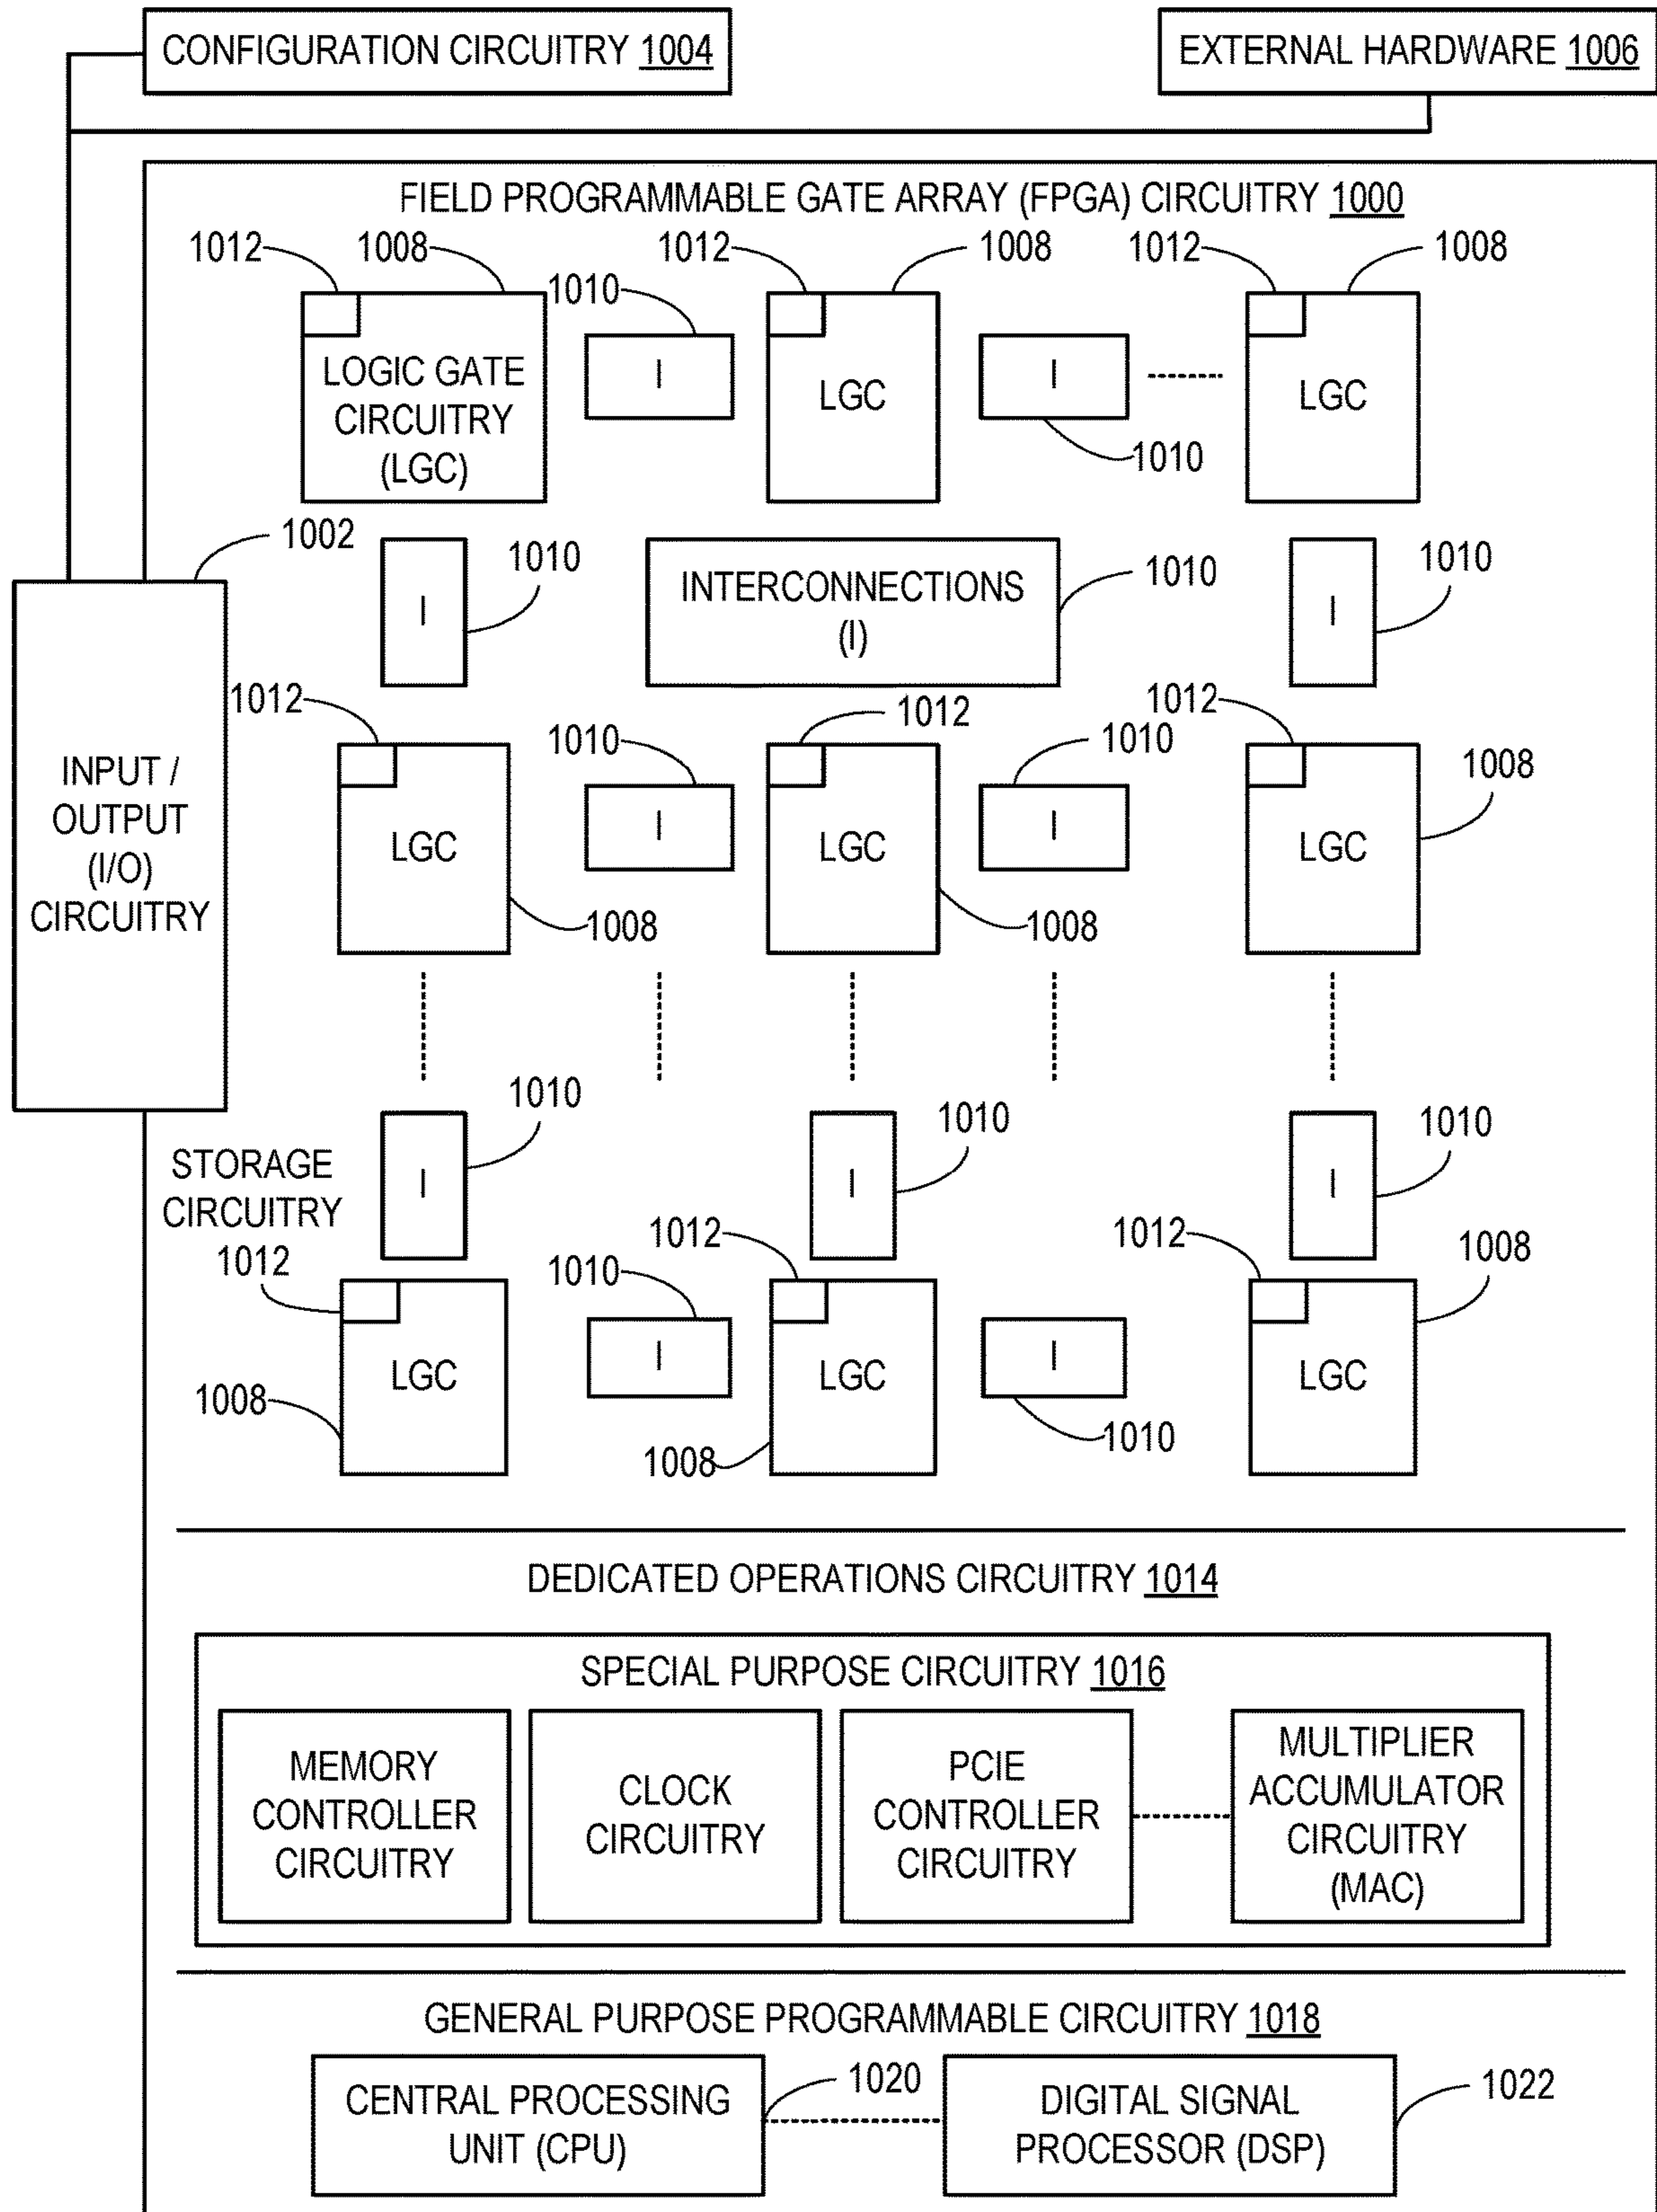 CONFIGURATION CIRCUITRY 1004
EXTERNAL HARDWARE 1006
FIELD PROGRAMMABLE GATE ARRAY (FPGA) CIRCUITRY 1000
1012
1008
1012
1008
1012
1008
1010
LOGIC GATE
CIRCUITRY
(LGC)
I
LGC
I
LGC
1010
1002
1010
1010
1010
I
INTERCONNECTIONS
(I)
I
1012
1012
1012
1010
1010
1008
INPUT /
OUTPUT
(I/O)
CIRCUITRY
LGC
I
LGC
I
LGC
1008
1008
1010
1010
1010
STORAGE
CIRCUITRY
I
I
I
1012
1012
1012
1008
1010
LGC
I
LGC
I
LGC
1008
1008
1010
DEDICATED OPERATIONS CIRCUITRY 1014
SPECIAL PURPOSE CIRCUITRY 1016
MEMORY
CONTROLLER
CIRCUITRY
CLOCK
CIRCUITRY
PCIE
CONTROLLER
CIRCUITRY
MULTIPLIER
ACCUMULATOR
CIRCUITRY
(MAC)
GENERAL PURPOSE PROGRAMMABLE CIRCUITRY 1018
CENTRAL PROCESSING
UNIT (CPU)
1020
DIGITAL SIGNAL
PROCESSOR (DSP)
1022